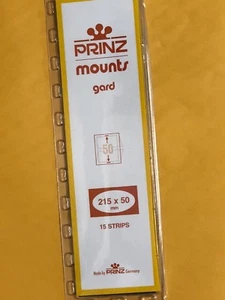 PRINZ
mounts
gard
50
215 x 50
mm
15 STRIPS
Made by PRINZ Germany